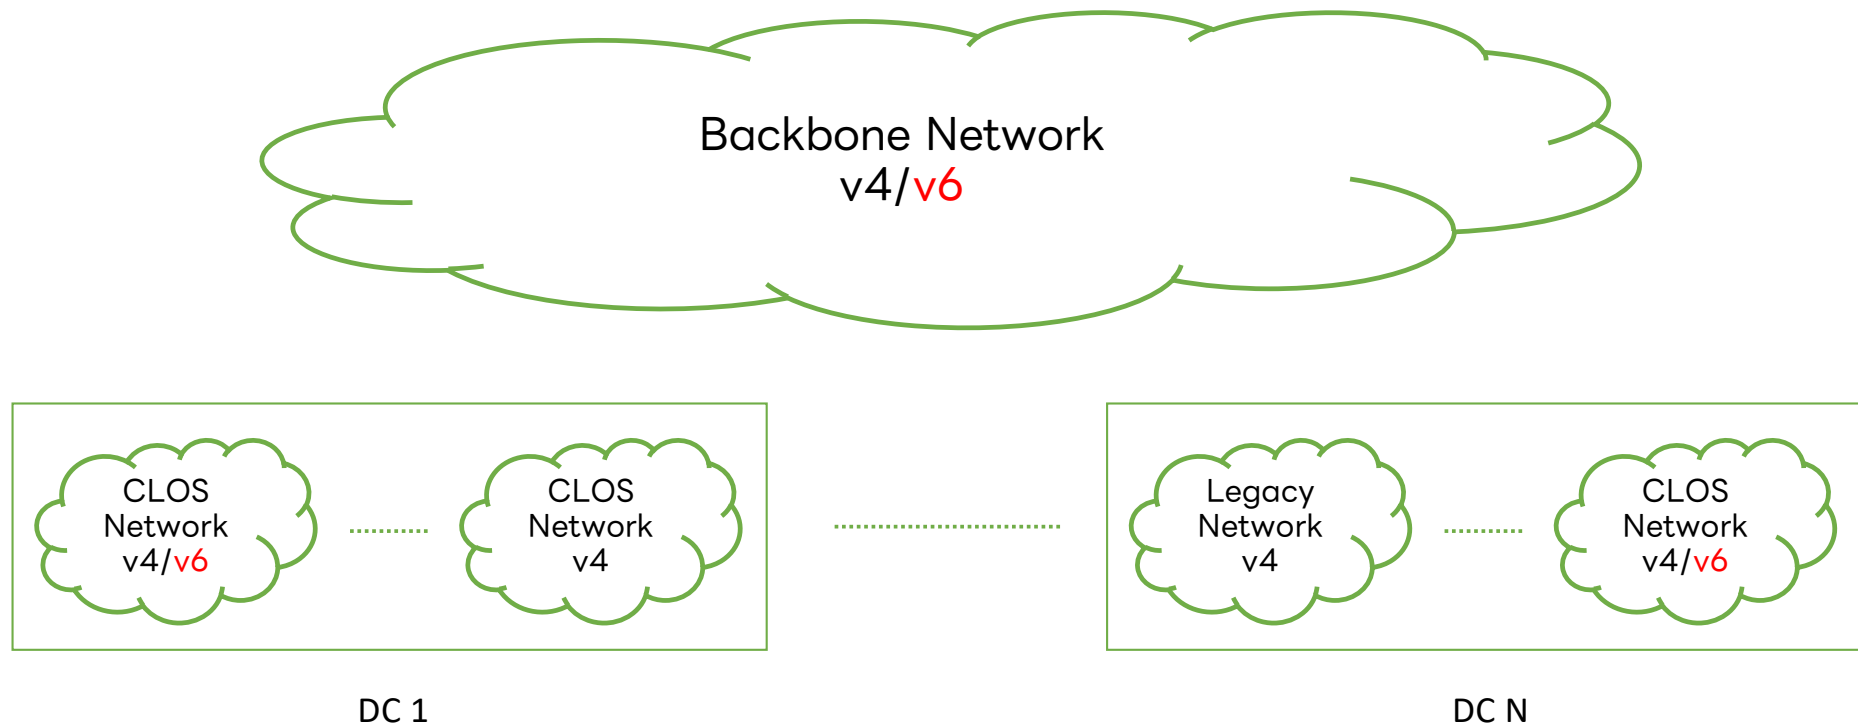 Backbone Network
v4/v6
CLOS
Network
v4/v6
CLOS
Network
v4
Legacy
Network
v4
CLOS
Network
v4/v6
DC 1
DC N